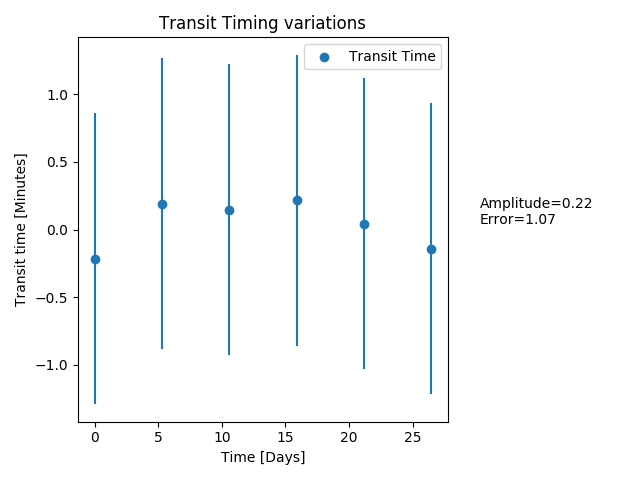 Transit Timing variations
Transit Time
Transit time [Minutes]
1.0
0.5
0.0
−0.5
−1.0
0
5
10
15
20
25
Time [Days]
Amplitude=0.22
Error=1.07